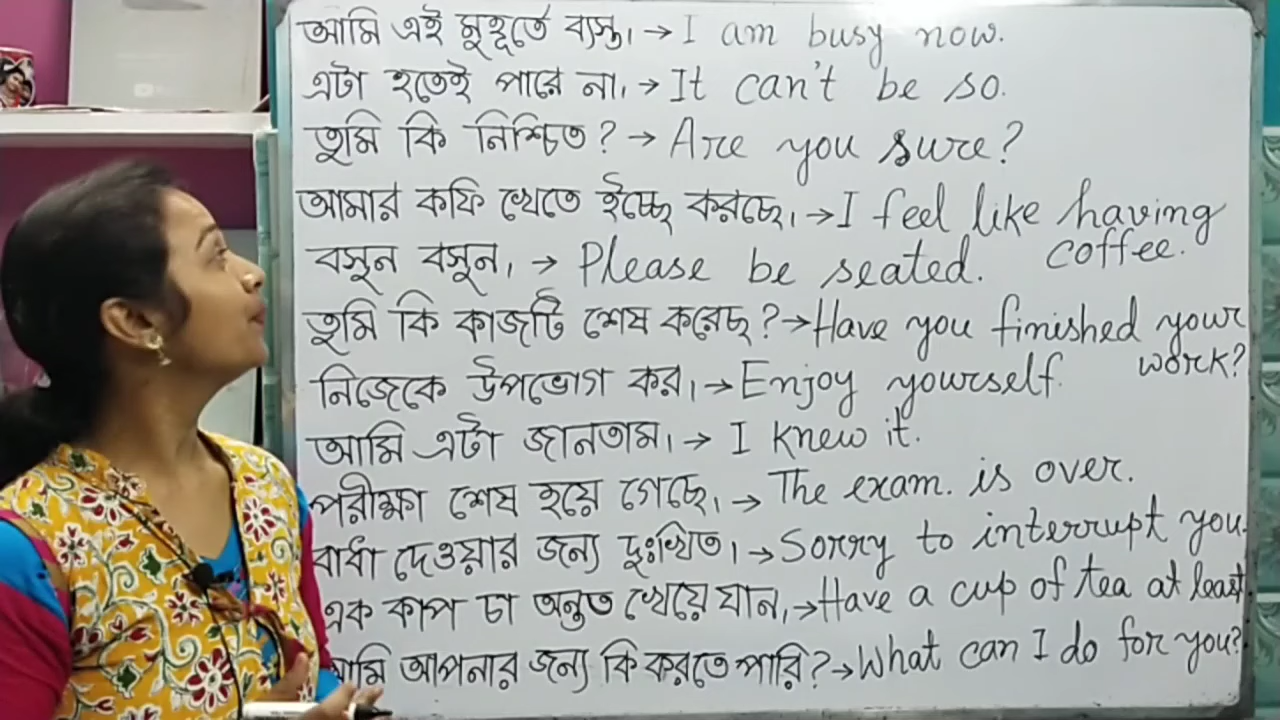 আমি এই মুহূর্তে ব্যস্ত। → I am busy now.
এটা হতেই পারে না। → It can't be so.
তুমি কি নিশ্চিত? → Are you sure?
আমার কফি খেতে ইচ্ছে করছে। → I feel like having coffee.
বসুন বসুন। → Please be seated.
তুমি কি কাজটি শেষ করেছ? → Have you finished your work?
নিজেকে উপভোগ কর। → Enjoy yourself.
আমি এটা জানতাম। → I knew it.
পরীক্ষা শেষ হয়ে গেছে। → The exam. is over.
বাধা দেওয়ার জন্য দুঃখিত। → Sorry to interrupt you.
এক কাপ চা অন্তত খেয়ে যান। → Have a cup of tea at least.
আমি আপনার জন্য কি করতে পারি? → What can I do for you?